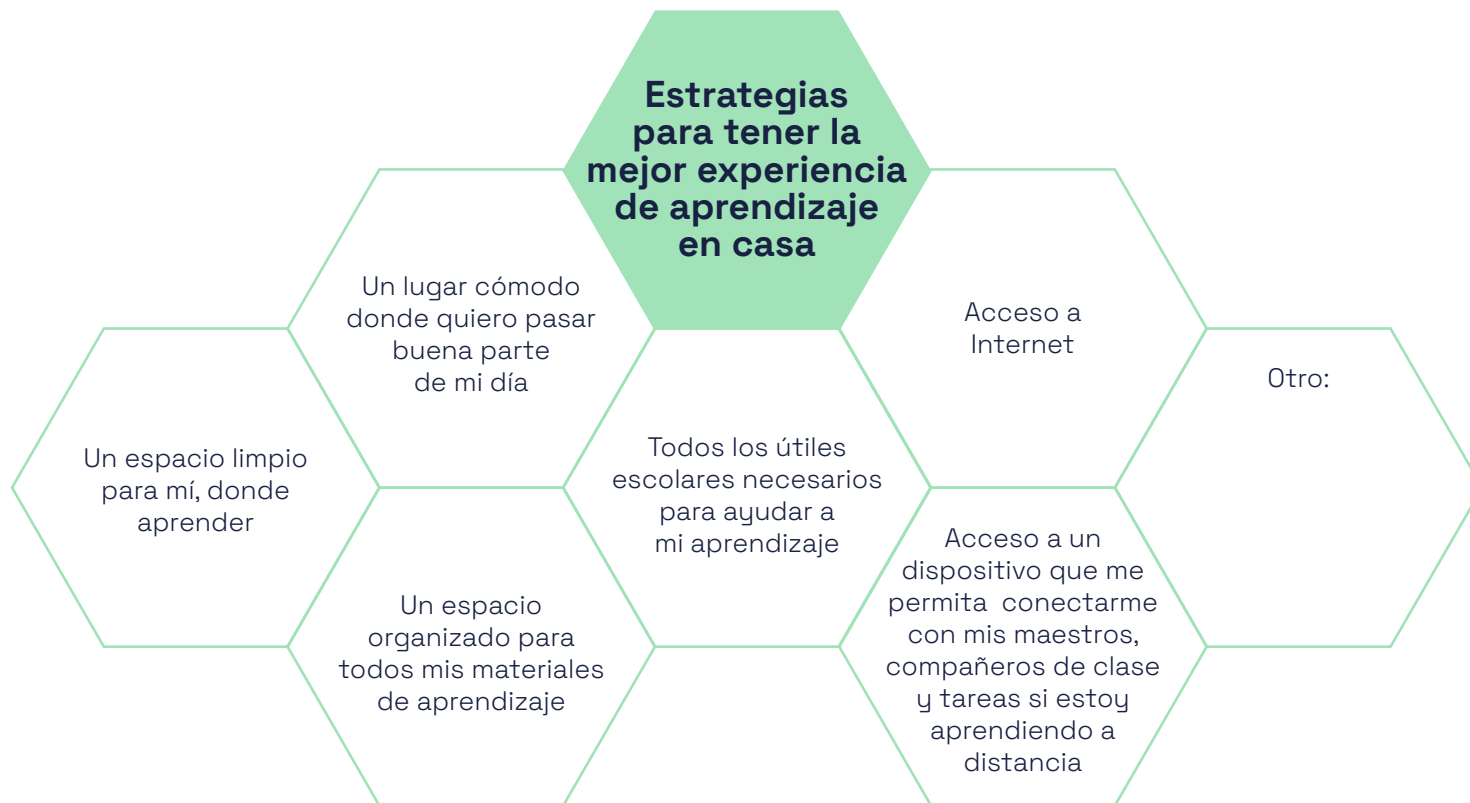 Estrategias
para tener la
mejor experiencia
de aprendizaje
en casa
Un lugar cómodo
donde quiero pasar
buena parte
de mi día
Acceso a
Internet
Otro:
Un espacio limpio
para mí, donde
aprender
Todos los útiles
escolares necesarios
para ayudar a
mi aprendizaje
Un espacio
organizado para
todos mis materiales
de aprendizaje
Acceso a un
dispositivo que me
permita  conectarme
con mis maestros,
compañeros de clase
y tareas si estoy
aprendiendo a
distancia